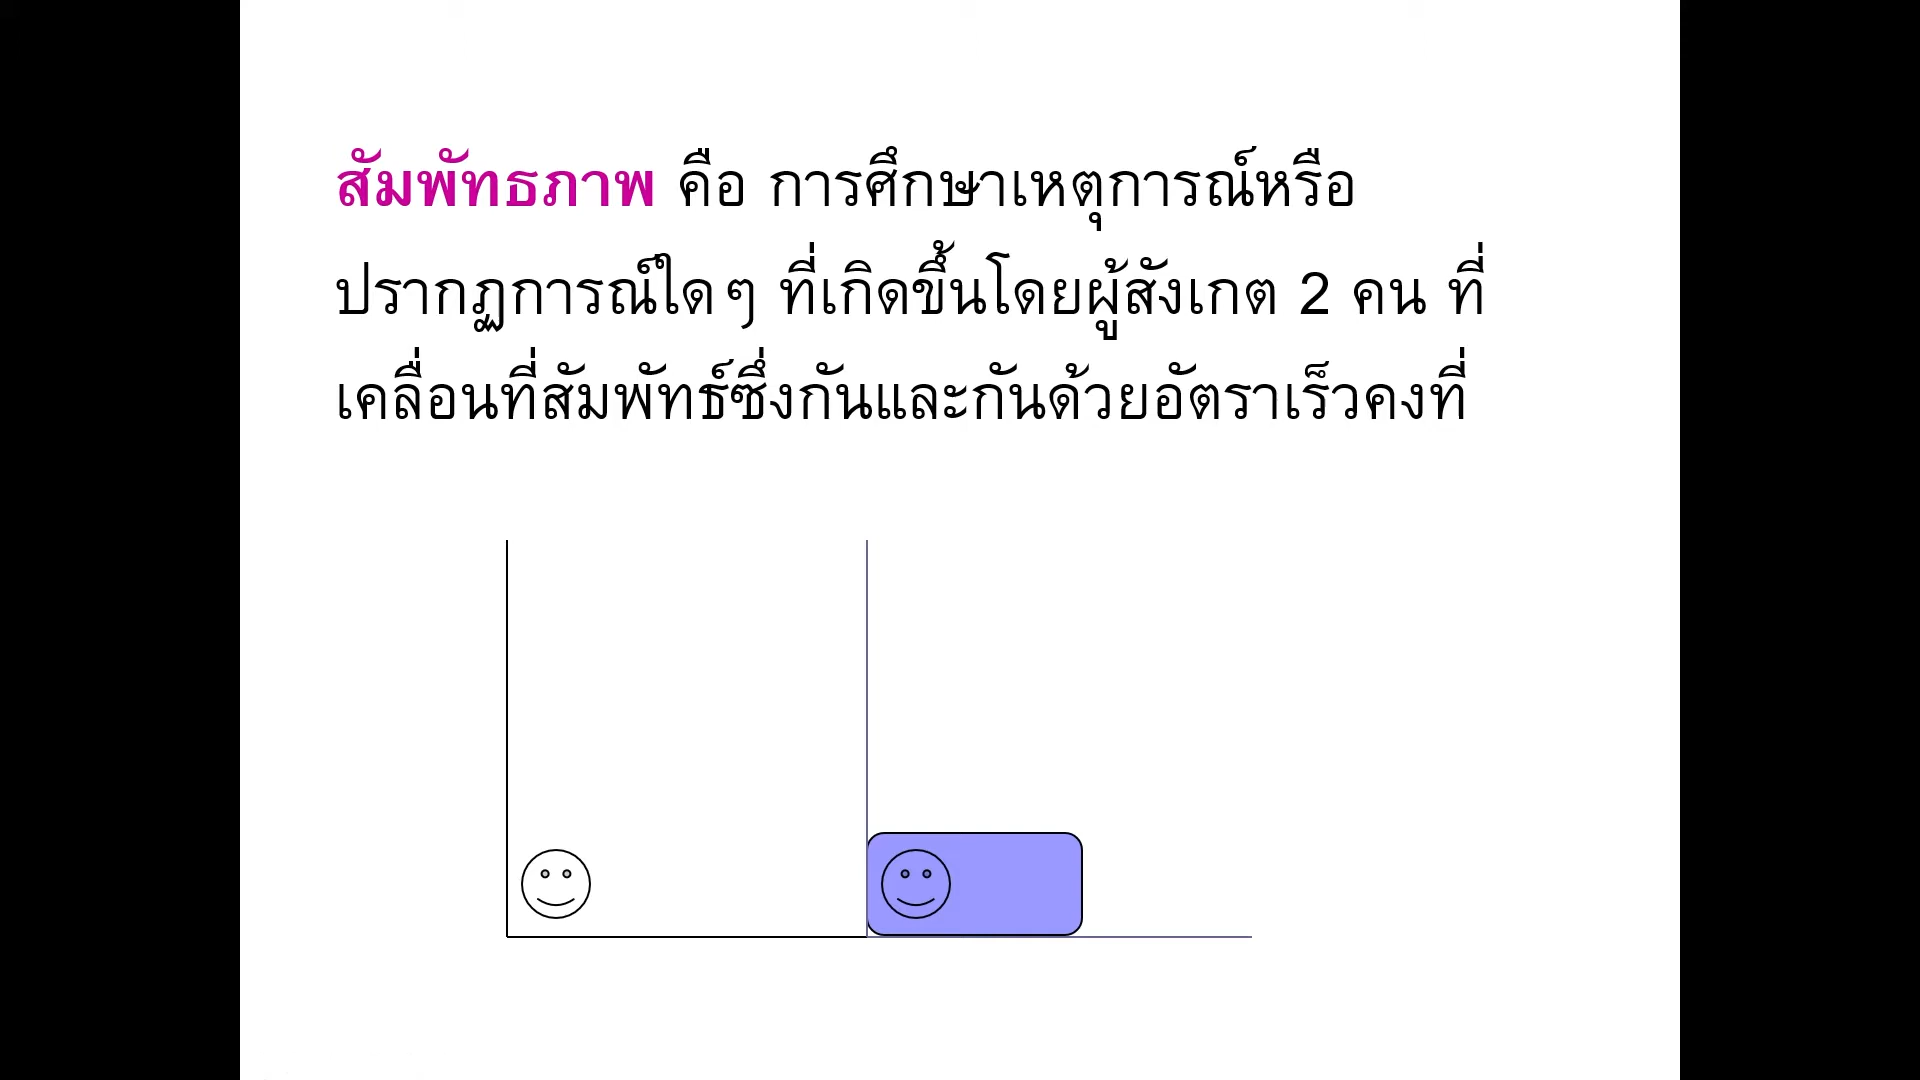 สัมพัทธภาพ คือ การศึกษาเหตุการณ์หรือ
ปรากฏการณ์ใดๆ ที่เกิดขึ้นโดยผู้สังเกต 2 คน ที่
เคลื่อนที่สัมพัทธ์ซึ่งกันและกันด้วยอัตราเร็วคงที่